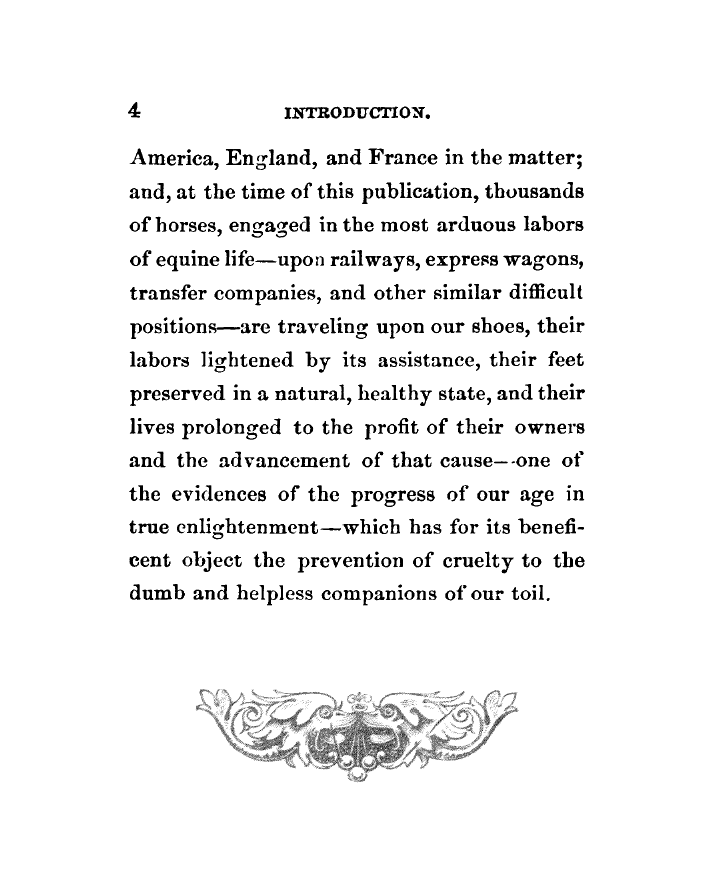 4 INTRODUCTION.
America, England, and France in the matter;
and, at the time of this publication, thousands
of horses, engaged in the most arduous labors
of equine life—upon railways, express wagons,
transfer companies, and other similar difficult
positions—are traveling upon our shoes, their
labors lightened by its assistance, their feet
preserved in a natural, healthy state, and their
lives prolonged to the profit of their owners
and the advancement of that cause—one of
the evidences of the progress of our age in
true enlightenment—which has for its benefi-
cent object the prevention of cruelty to the
dumb and helpless companions of our toil.